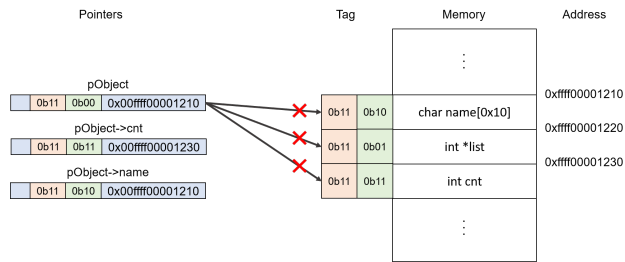 Pointers Tag Memory Address
pObject
0b11 0b00 0x00ffff00001210
pObject->cnt
0b11 0b11 0x00ffff00001230
pObject->name
0b11 0b10 0x00ffff00001210
0b11 0b10 char name[0x10]
0b11 0b01 int *list
0b11 0b11 int cnt
0xffff00001210
0xffff00001220
0xffff00001230